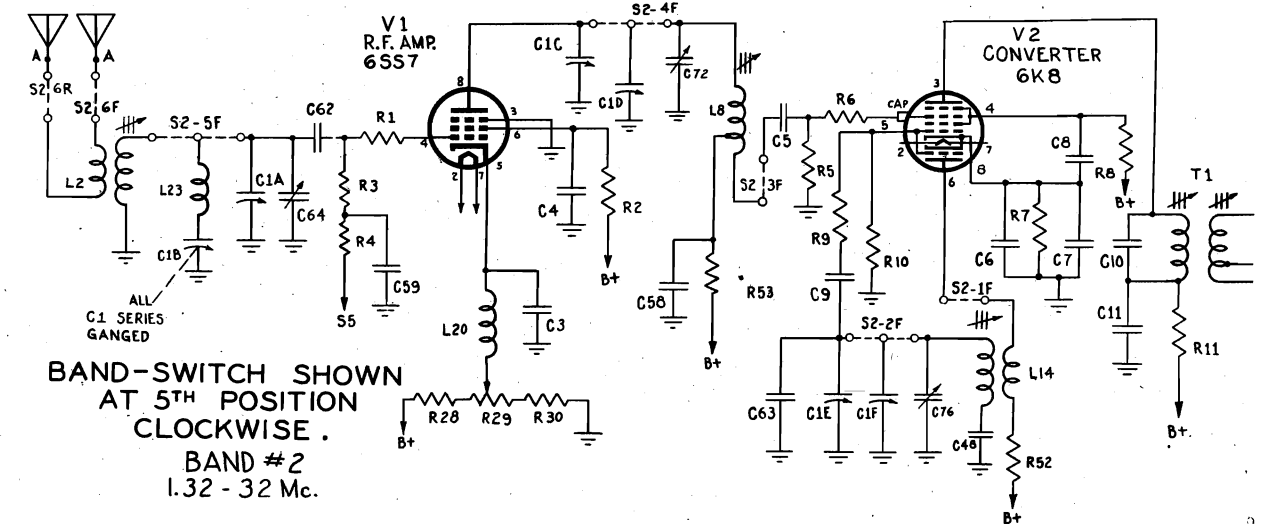 V1
R.F. AMP.
6SS7
S2-4F
V2
CONVERTER
6K8
A
A
S2 6R
S2 6F
L2
S2-5F
C62
R1
8
3
6
4
2
7
5
C1C
C1D
C72
L8
C5
R6
CAP
5
2
3
4
7
8
6
C8
R8
B+
T1
L23
C1A
C64
C1B
R3
R4
C59
S5
C4
R2
B+
S2 3F
R5
R9
R10
C9
R7
C6
C7
C10
C11
R11
B+
ALL
C1 SERIES
GANGED
L20
C3
C58
R53
B+
S2-1F
S2-2F
L14
C63
C1E
C1F
C76
C48
R52
B+
R28
R29
R30
B+
BAND-SWITCH SHOWN
AT 5TH POSITION
CLOCKWISE.
BAND #2
1.32 - 32 Mc.